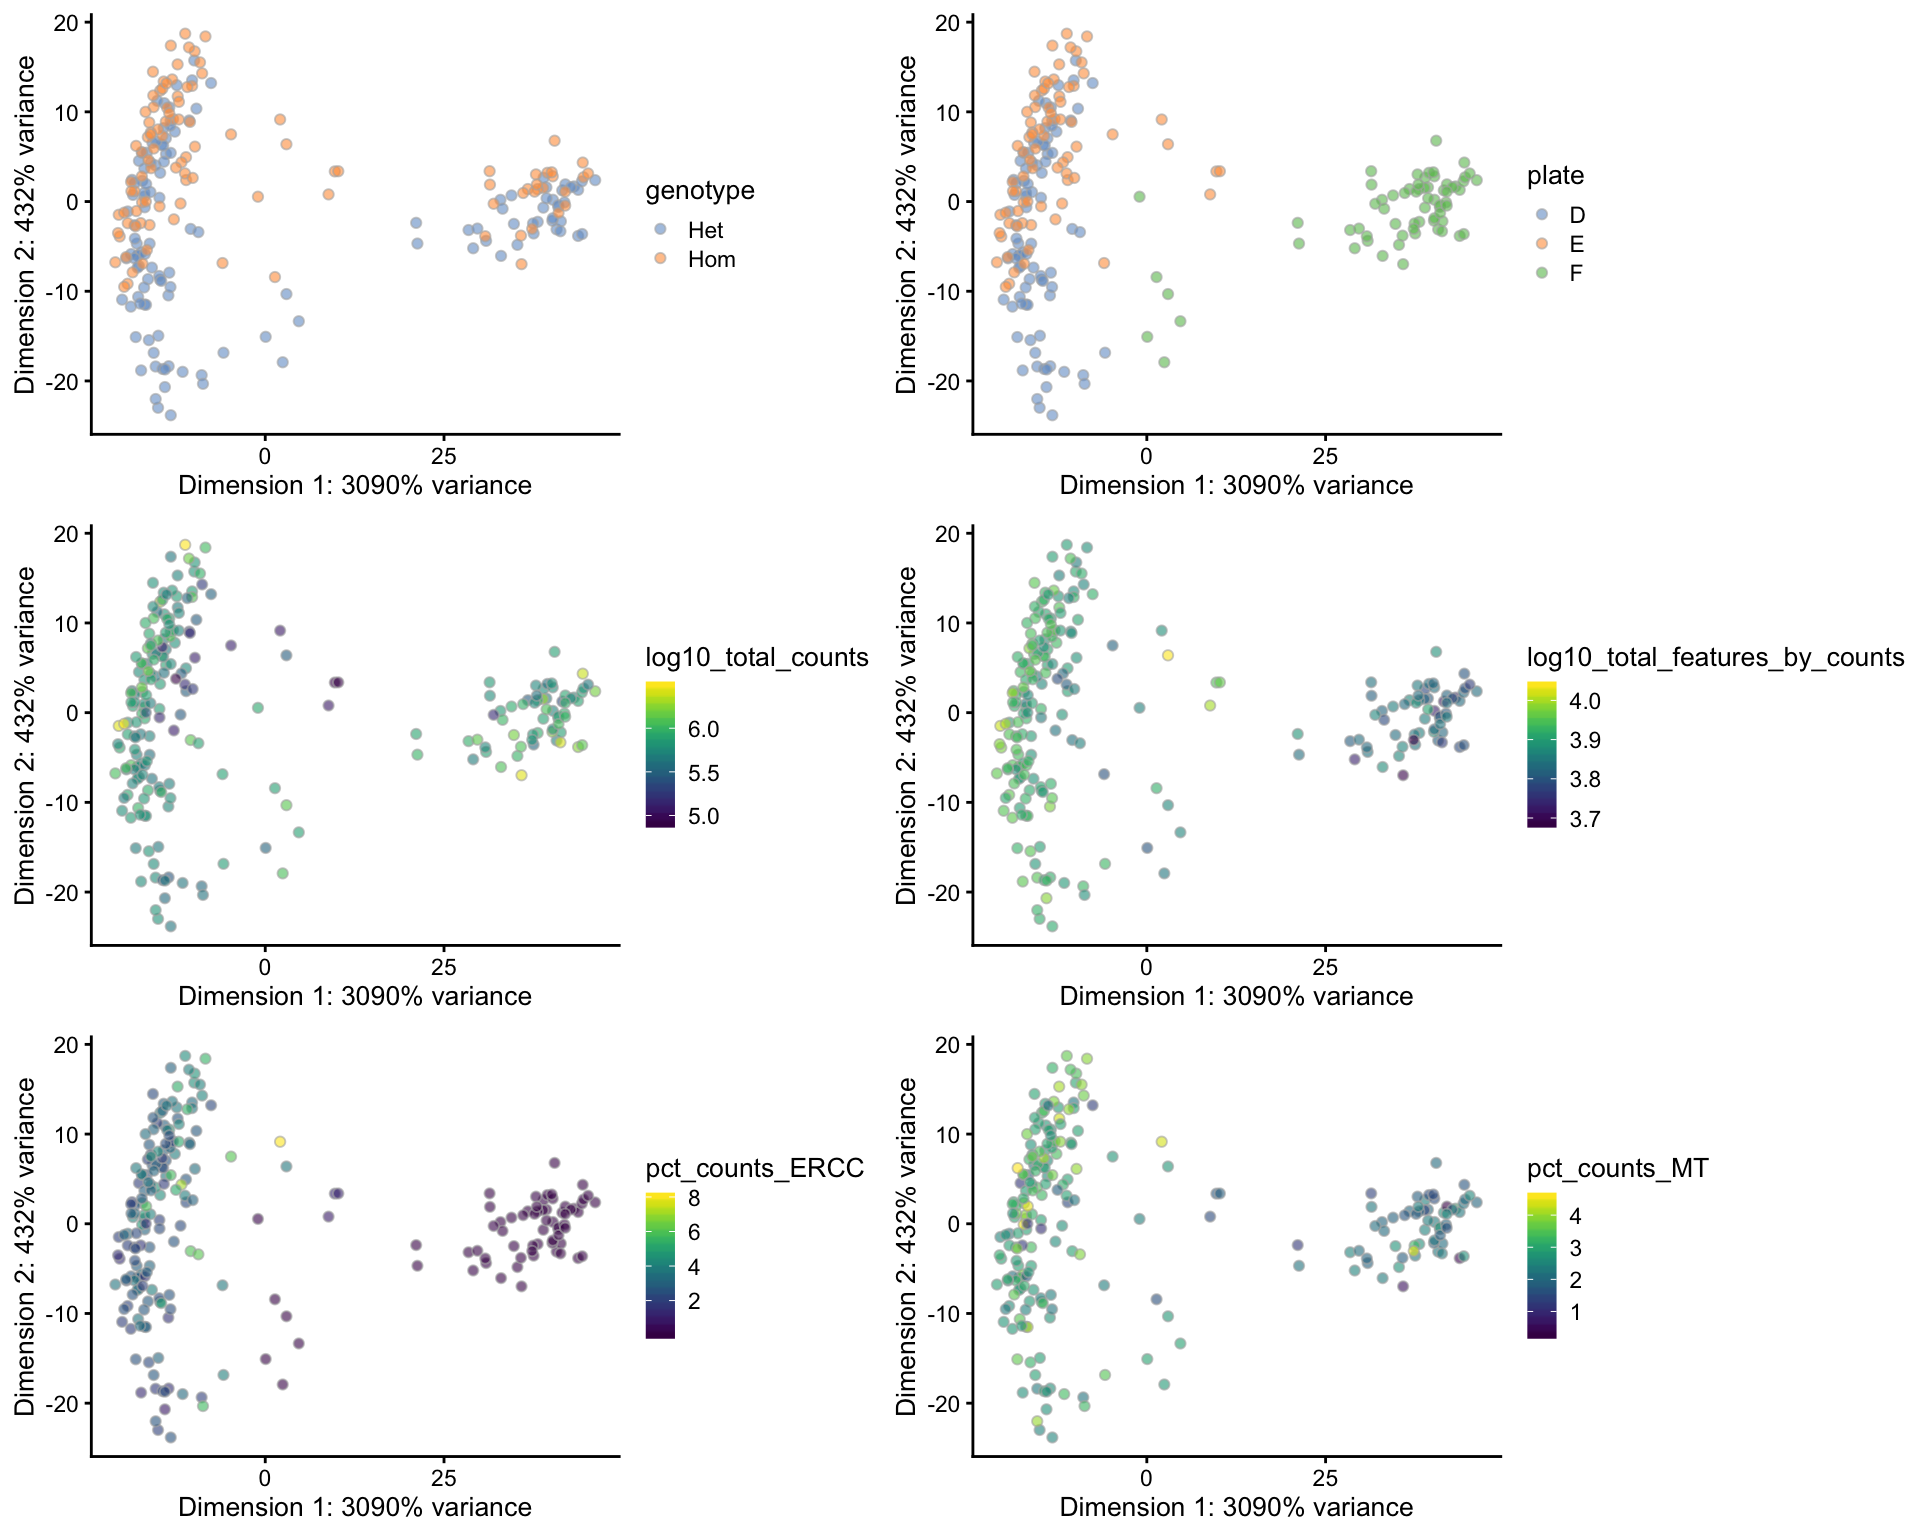 20
10
0
-10
-20
Dimension 2: 432% variance
0
25
Dimension 1: 3090% variance
genotype
Het
Hom
20
10
0
-10
-20
Dimension 2: 432% variance
0
25
Dimension 1: 3090% variance
plate
D
E
F
20
10
0
-10
-20
Dimension 2: 432% variance
0
25
Dimension 1: 3090% variance
log10_total_counts
6.0
5.5
5.0
20
10
0
-10
-20
Dimension 2: 432% variance
0
25
Dimension 1: 3090% variance
log10_total_features_by_counts
4.0
3.9
3.8
3.7
20
10
0
-10
-20
Dimension 2: 432% variance
0
25
Dimension 1: 3090% variance
pct_counts_ERCC
8
6
4
2
20
10
0
-10
-20
Dimension 2: 432% variance
0
25
Dimension 1: 3090% variance
pct_counts_MT
4
3
2
1